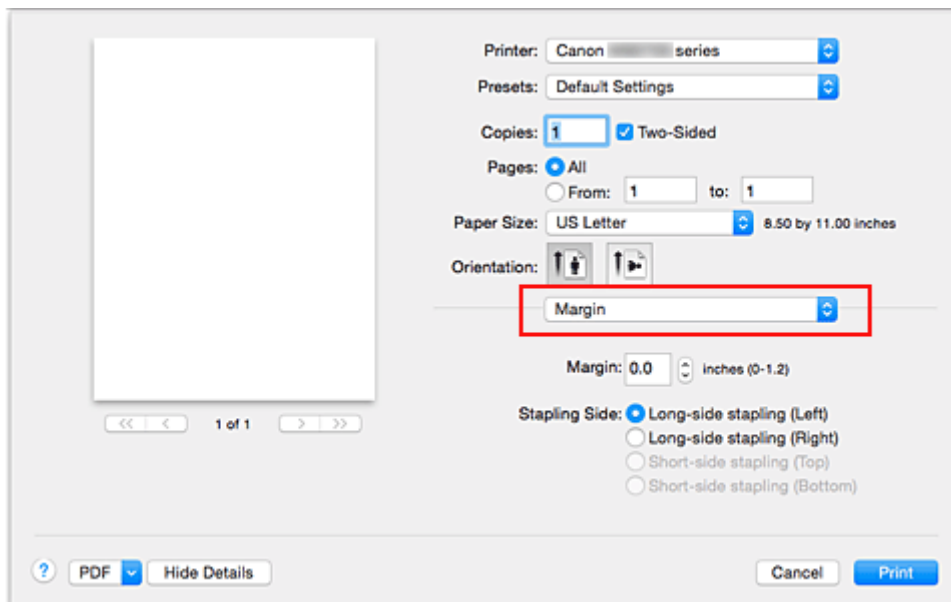 Printer: Canon series
Presets: Default Settings
Copies: 1 Two-Sided
Pages: All
From: 1 to: 1
Paper Size: US Letter 8.50 by 11.00 inches
Orientation:
Margin
Margin: 0.0 inches (0-1.2)
<< < 1 of 1 > >>
Stapling Side: Long-side stapling (Left)
Long-side stapling (Right)
Short-side stapling (Top)
Short-side stapling (Bottom)
? PDF Hide Details Cancel Print